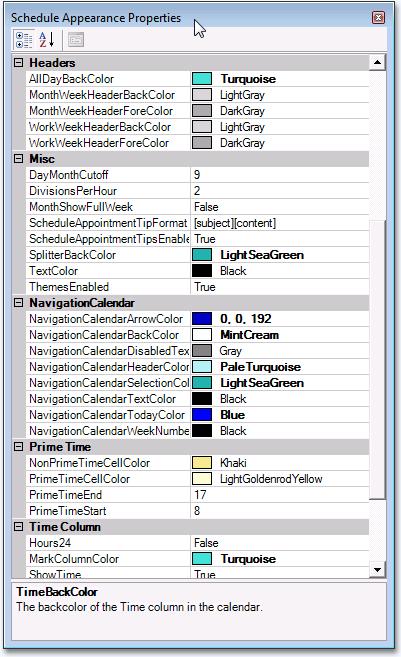 Schedule Appearance Properties
Headers
AllDayBackColor Turquoise
MonthWeekHeaderBackColor LightGray
MonthWeekHeaderForeColor DarkGray
WorkWeekHeaderBackColor LightGray
WorkWeekHeaderForeColor DarkGray
Misc
DayMonthCutoff 9
DivisionsPerHour 2
MonthShowFullWeek False
ScheduleAppointmentTipFormat [subject][content]
ScheduleAppointmentTipsEnable True
SplitterBackColor LightSeaGreen
TextColor Black
ThemesEnabled True
NavigationCalendar
NavigationCalendarArrowColor 0, 0, 192
NavigationCalendarBackColor MintCream
NavigationCalendarDisabledTex Gray
NavigationCalendarHeaderColor PaleTurquoise
NavigationCalendarSelectionCol LightSeaGreen
NavigationCalendarTextColor Black
NavigationCalendarTodayColor Blue
NavigationCalendarWeekNumbe Black
Prime Time
NonPrimeTimeCellColor Khaki
PrimeTimeCellColor LightGoldenrodYellow
PrimeTimeEnd 17
PrimeTimeStart 8
Time Column
Hours24 False
MarkColumnColor Turquoise
ShowTime True
TimeBackColor
The backcolor of the Time column in the calendar.